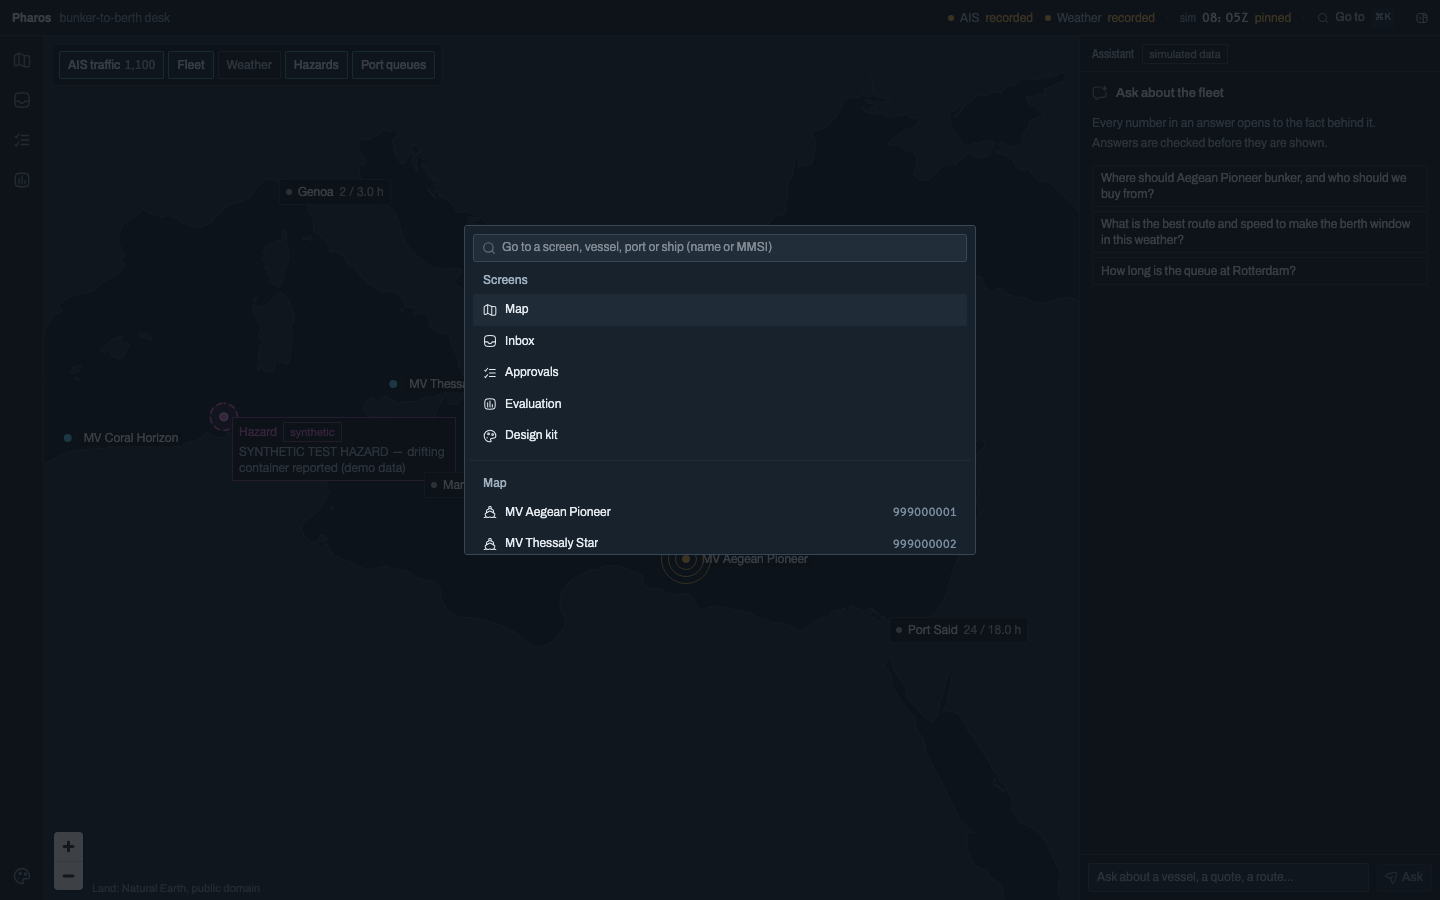 Pharos bunker-to-berth desk
AIS recorded Weather recorded sim 08:05Z pinned Go to ⌘K
AIS traffic 1,100 Fleet Weather Hazards Port queues
Assistant simulated data
Ask about the fleet
Every number in an answer opens to the fact behind it.
Answers are checked before they are shown.
Where should Aegean Pioneer bunker, and who should we
buy from?
What is the best route and speed to make the berth window
in this weather?
How long is the queue at Rotterdam?
Genoa 2 / 3.0 h
Go to a screen, vessel, port or ship (name or MMSI)
Screens
Map
Inbox
Approvals
Evaluation
Design kit
Map
MV Aegean Pioneer 999000001
MV Thessaly Star 999000002
MV Thessa
MV Coral Horizon
Hazard synthetic
SYNTHETIC TEST HAZARD — drifting
container reported (demo data)
Mar
MV Aegean Pioneer
Port Said 24 / 18.0 h
+
−
Land: Natural Earth, public domain
Ask about a vessel, a quote, a route... Ask